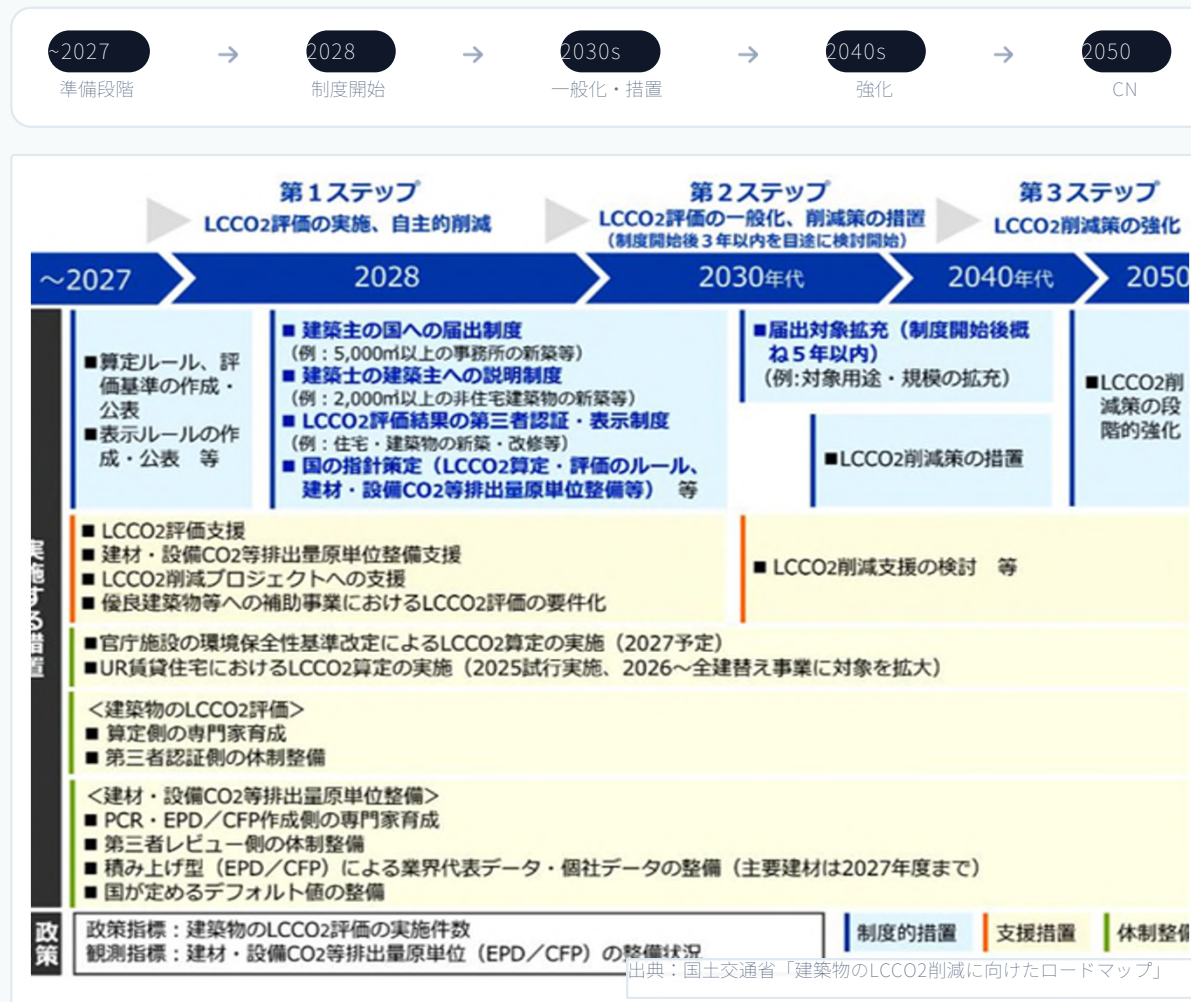 ~2027 → 2028 → 2030s → 2040s → 2050
準備段階 制度開始 一般化・措置 強化 CN
第1ステップ
LCCO2評価の実施、自主的削減
第2ステップ
LCCO2評価の一般化、削減策の措置
（制度開始後３年以内を目途に検討開始）
第3ステップ
LCCO2削減策の強化
～2027 2028 2030年代 2040年代 2050
実施する措置
■算定ルール、評
価基準の作成・
公表
■表示ルールの作
成・公表　等
■ 建築主の国への届出制度
（例：5,000㎡以上の事務所の新築等）
■ 建築士の建築主への説明制度
（例：2,000㎡以上の非住宅建築物の新築等）
■ LCCO2評価結果の第三者認証・表示制度
（例：住宅・建築物の新築・改修等）
■ 国の指針策定（LCCO2算定・評価のルール、
建材・設備CO2等排出量原単位整備等）　等
■届出対象拡充（制度開始後概
ね５年以内）
（例:対象用途・規模の拡充）
■LCCO2削減策の措置
■LCCO2削
減策の段
階的強化
■ LCCO2評価支援
■ 建材・設備CO2等排出量原単位整備支援
■ LCCO2削減プロジェクトへの支援
■ 優良建築物等への補助事業におけるLCCO2評価の要件化
■ LCCO2削減支援の検討　等
■官庁施設の環境保全性基準改定によるLCCO2算定の実施（2027予定）
■UR賃貸住宅におけるLCCO2算定の実施（2025試行実施、2026～全建替え事業に対象を拡大）
＜建築物のLCCO2評価＞
■ 算定側の専門家育成
■ 第三者認証側の体制整備
＜建材・設備CO2等排出量原単位整備＞
■ PCR・EPD／CFP作成側の専門家育成
■ 第三者レビュー側の体制整備
■ 積み上げ型（EPD／CFP）による業界代表データ・個社データの整備（主要建材は2027年度まで）
■ 国が定めるデフォルト値の整備
政策
政策指標：建築物のLCCO2評価の実施件数
観測指標：建材・設備CO2等排出量原単位（EPD／CFP）の整備状況
制度的措置 支援措置 体制整備
出典：国土交通省「建築物のLCCO2削減に向けたロードマップ」